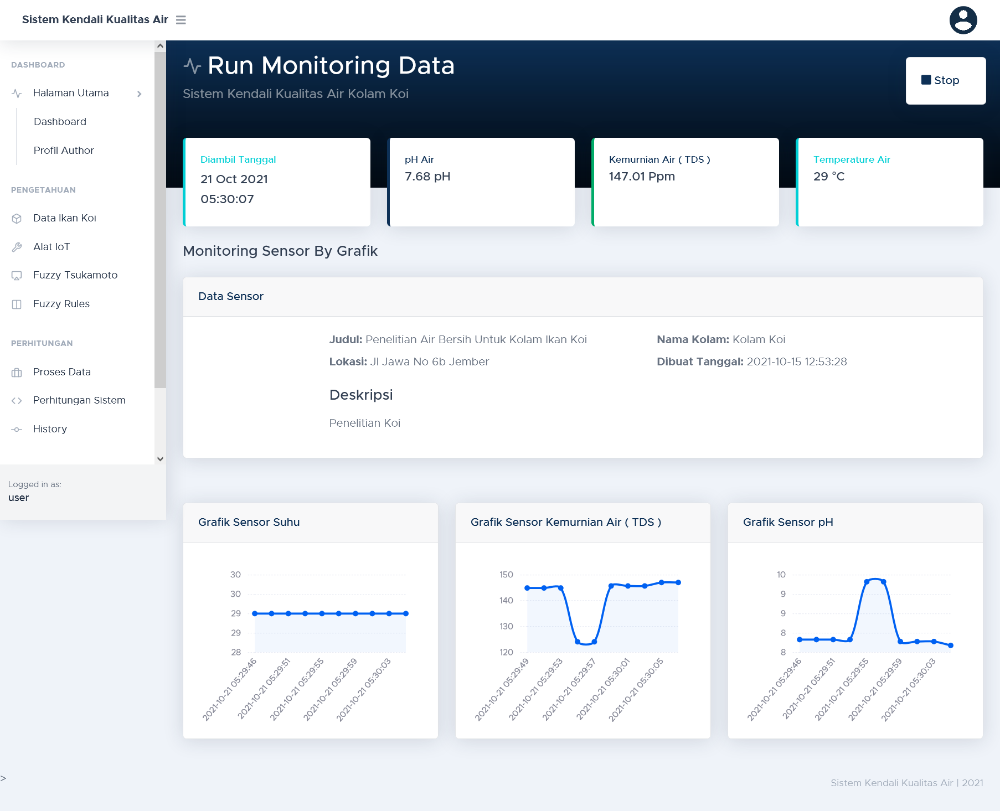 Sistem Kendali Kualitas Air
DASHBOARD
Halaman Utama
Dashboard
Profil Author
PENGETAHUAN
Data Ikan Koi
Alat IoT
Fuzzy Tsukamoto
Fuzzy Rules
PERHITUNGAN
Proses Data
Perhitungan Sistem
History
Logged in as:
user
Run Monitoring Data
Sistem Kendali Kualitas Air Kolam Koi
Stop
Diambil Tanggal
21 Oct 2021
05:30:07
pH Air
7.68 pH
Kemurnian Air ( TDS )
147.01 Ppm
Temperature Air
29 °C
Monitoring Sensor By Grafik
Data Sensor
Judul: Penelitian Air Bersih Untuk Kolam Ikan Koi
Nama Kolam: Kolam Koi
Lokasi: Jl Jawa No 6b Jember
Dibuat Tanggal: 2021-10-15 12:53:28
Deskripsi
Penelitian Koi
Grafik Sensor Suhu
30
30
29
29
28
2021-10-21 05:29:46
2021-10-21 05:29:51
2021-10-21 05:29:55
2021-10-21 05:29:59
2021-10-21 05:30:03
Grafik Sensor Kemurnian Air ( TDS )
150
140
130
120
2021-10-21 05:29:49
2021-10-21 05:29:53
2021-10-21 05:29:57
2021-10-21 05:30:01
2021-10-21 05:30:05
Grafik Sensor pH
10
9
9
8
8
2021-10-21 05:29:46
2021-10-21 05:29:51
2021-10-21 05:29:55
2021-10-21 05:29:59
2021-10-21 05:30:03
>
Sistem Kendali Kualitas Air | 2021